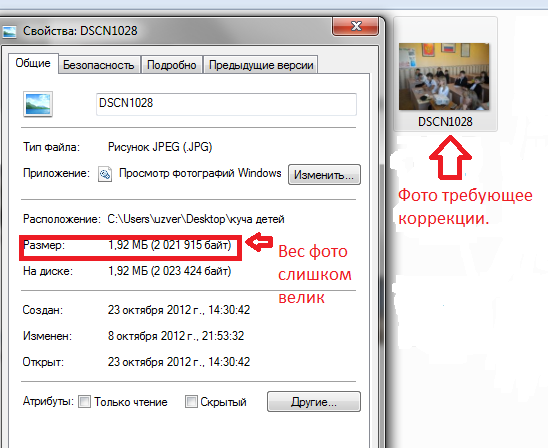 Свойства: DSCN1028
Общие
Безопасность
Подробно
Предыдущие версии
DSCN1028
Тип файла: Рисунок JPEG (.JPG)
Приложение: Просмотр фотографий Windows Изменить...
Расположение: C:\Users\uzver\Desktop\куча детей
Размер: 1,92 МБ (2 021 915 байт)
На диске: 1,92 МБ (2 023 424 байт)
Создан: 23 октября 2012 г., 14:30:42
Изменен: 8 октября 2012 г., 21:53:32
Открыт: 23 октября 2012 г., 14:30:42
Атрибуты: Только чтение Скрытый Другие...
DSCN1028
Фото требующее
коррекции.
Вес фото
слишком
велик